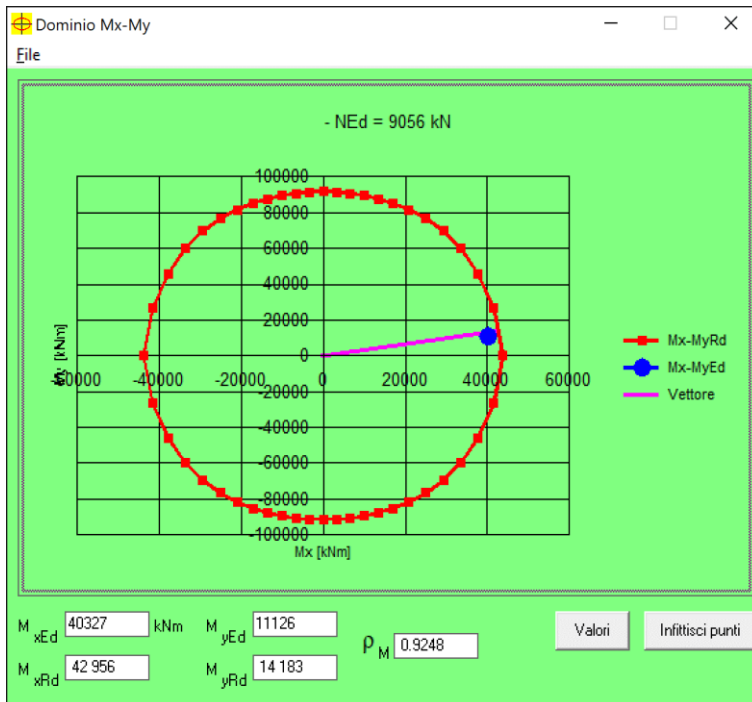 Dominio Mx-My
File
- NEd = 9056 kN
100000
80000
60000
40000
20000
0
-60000 -40000 -20000 0 20000 40000 60000
-20000
-40000
-60000
-80000
-100000
[kNm]
Mx [kNm]
Mx-MyRd
Mx-MyEd
Vettore
M xEd 40327 kNm M yEd 11126
M xRd 42 956 M yRd 14 183
ρ M 0.9248
Valori Infittisci punti